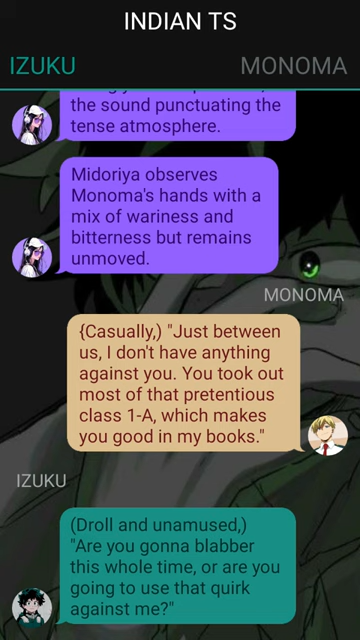 INDIAN TS
IZUKU
MONOMA
the sound punctuating the
tense atmosphere.
Midoriya observes
Monoma's hands with a
mix of wariness and
bitterness but remains
unmoved.
MONOMA
{Casually,) "Just between
us, I don't have anything
against you. You took out
most of that pretentious
class 1-A, which makes
you good in my books."
IZUKU
(Droll and unamused,)
"Are you gonna blabber
this whole time, or are you
going to use that quirk
against me?"